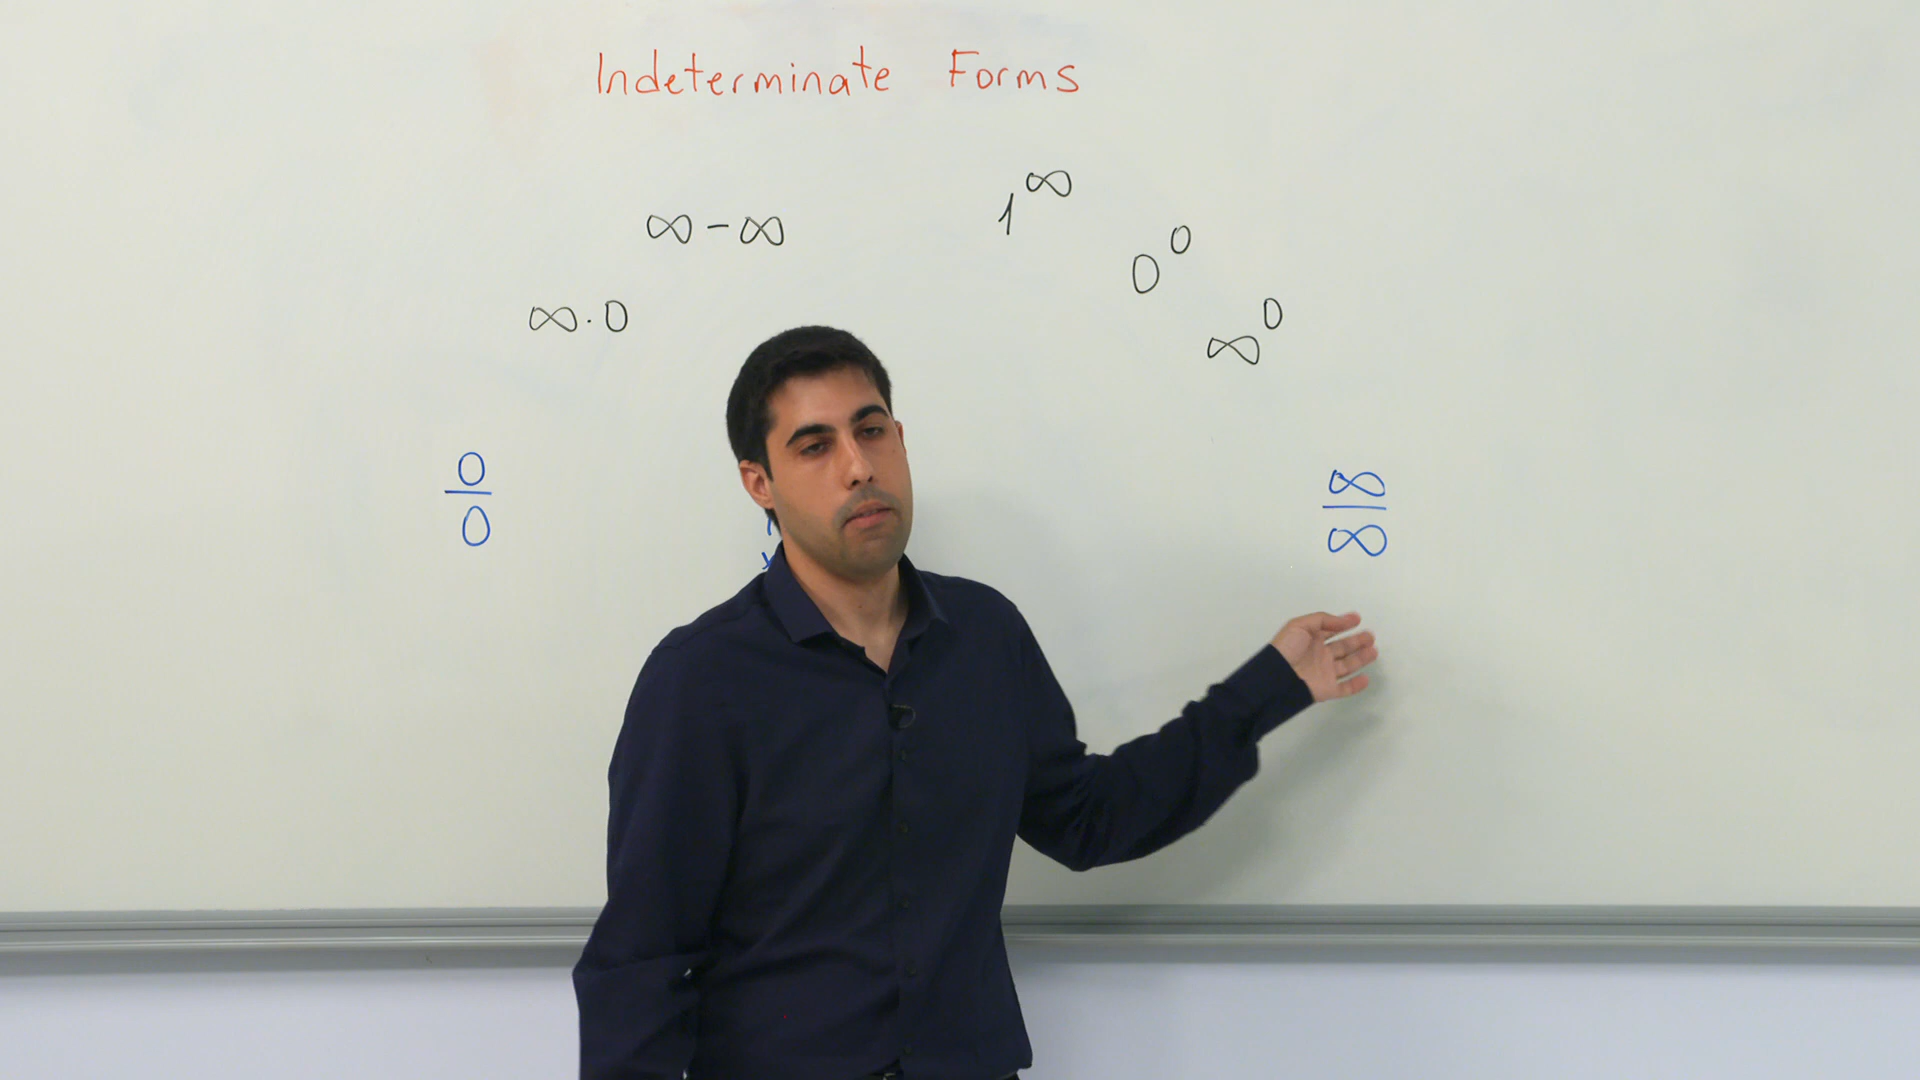 Indeterminate Forms
∞ - ∞
1^∞
0^0
∞ · 0
∞^0
0/0
∞/∞